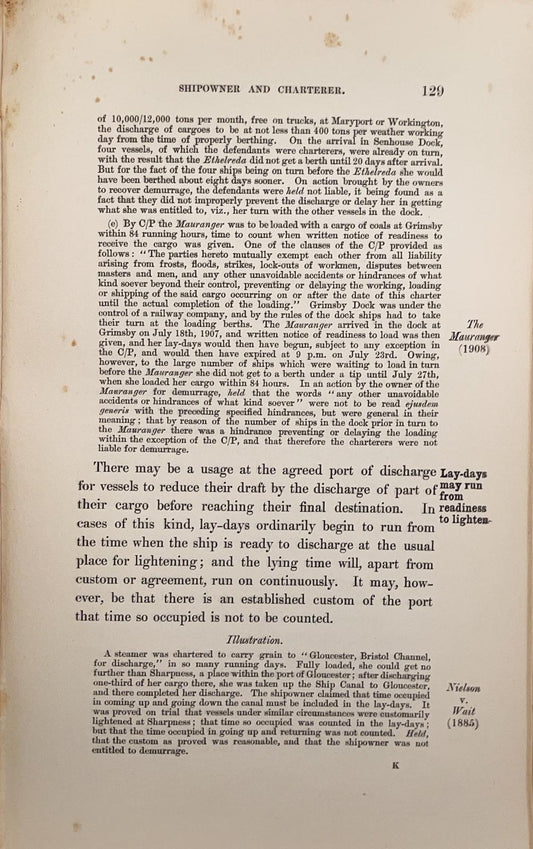 SHIPOWNER AND CHARTERER. 129
of 10,000/12,000 tons per month, free on trucks, at Maryport or Workington,
the discharge of cargoes to be at not less than 400 tons per weather working
day from the time of properly berthing. On the arrival in Senhouse Dock,
four vessels, of which the defendants were charterers, were already on turn,
with the result that the Ethelreda did not get a berth until 20 days after arrival.
But for the fact of the four ships being on turn before the Ethelreda she would
have been berthed about eight days sooner. On action brought by the owners
to recover demurrage, the defendants were held not liable, it being found as a
fact that they did not improperly prevent the discharge or delay her in getting
what she was entitled to, viz., her turn with the other vessels in the dock.
(e) By C/P the Mauranger was to be loaded with a cargo of coals at Grimsby
within 84 running hours, time to count when written notice of readiness to
receive the cargo was given. One of the clauses of the C/P provided as
follows: "The parties hereto mutually exempt each other from all liability
arising from frosts, floods, strikes, lock-outs of workmen, disputes between
masters and men, and any other unavoidable accidents or hindrances of what
kind soever beyond their control, preventing or delaying the working, loading
or shipping of the said cargo occurring on or after the date of this charter
until the actual completion of the loading." Grimsby Dock was under the
control of a railway company, and by the rules of the dock ships had to take
their turn at the loading berths. The Mauranger arrived in the dock at
Grimsby on July 18th, 1907, and written notice of readiness to load was then
given, and her lay-days would then have begun, subject to any exception in
the C/P, and would then have expired at 9 p.m. on July 23rd. Owing,
however, to the large number of ships which were waiting to load in turn
before the Mauranger she did not get to a berth under a tip until July 27th,
when she loaded her cargo within 84 hours. In an action by the owner of the
Mauranger for demurrage, held that the words "any other unavoidable
accidents or hindrances of what kind soever" were not to be read ejusdem
generis with the preceding specified hindrances, but were general in their
meaning; that by reason of the number of ships in the dock prior in turn to
the Mauranger there was a hindrance preventing or delaying the loading
within the exception of the C/P, and that therefore the charterers were not
liable for demurrage.
The
Mauranger
(1908)
There may be a usage at the agreed port of discharge
for vessels to reduce their draft by the discharge of part of
their cargo before reaching their final destination. In
cases of this kind, lay-days ordinarily begin to run from
the time when the ship is ready to discharge at the usual
place for lightening; and the lying time will, apart from
custom or agreement, run on continuously. It may, how-
ever, be that there is an established custom of the port
that time so occupied is not to be counted.
Lay-days
may run
from
readiness
to lighten.
Illustration.
A steamer was chartered to carry grain to "Gloucester, Bristol Channel,
for discharge," in so many running days. Fully loaded, she could get no
further than Sharpness, a place within the port of Gloucester; after discharging
one-third of her cargo there, she was taken up the Ship Canal to Gloucester,
and there completed her discharge. The shipowner claimed that time occupied
in coming up and going down the canal must be included in the lay-days. It
was proved on trial that vessels under similar circumstances were customarily
lightened at Sharpness; that time so occupied was counted in the lay-days;
but that the time occupied in going up and returning was not counted. Held,
that the custom as proved was reasonable, and that the shipowner was not
entitled to demurrage.
Nielson
v.
Wait
(1885)
K